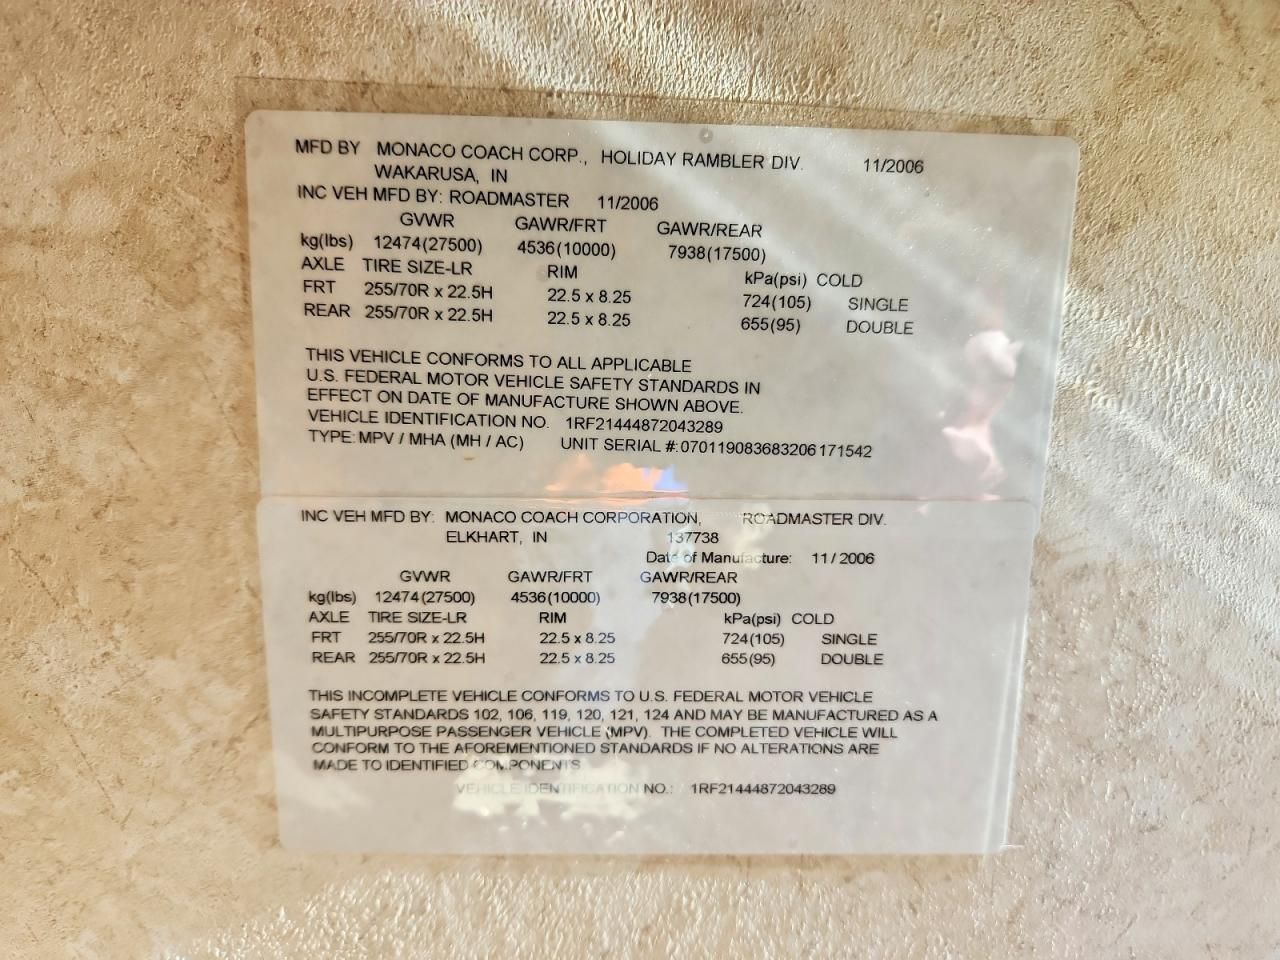 MFD BY MONACO COACH CORP., HOLIDAY RAMBLER DIV. 11/2006
WAKARUSA, IN
INC VEH MFD BY: ROADMASTER 11/2006
GVWR GAWR/FRT GAWR/REAR
kg(lbs) 12474(27500) 4536(10000) 7938(17500)
AXLE TIRE SIZE-LR RIM kPa(psi) COLD
FRT 255/70R x 22.5H 22.5 x 8.25 724(105) SINGLE
REAR 255/70R x 22.5H 22.5 x 8.25 655(95) DOUBLE
THIS VEHICLE CONFORMS TO ALL APPLICABLE
U.S. FEDERAL MOTOR VEHICLE SAFETY STANDARDS IN
EFFECT ON DATE OF MANUFACTURE SHOWN ABOVE.
VEHICLE IDENTIFICATION NO. 1RF21444872043289
TYPE: MPV / MHA (MH / AC) UNIT SERIAL #: 070119083683206171542
INC VEH MFD BY: MONACO COACH CORPORATION, ROADMASTER DIV.
ELKHART, IN 137738
Date of Manufacture: 11 / 2006
GVWR GAWR/FRT GAWR/REAR
kg(lbs) 12474(27500) 4536(10000) 7938(17500)
AXLE TIRE SIZE-LR RIM kPa(psi) COLD
FRT 255/70R x 22.5H 22.5 x 8.25 724(105) SINGLE
REAR 255/70R x 22.5H 22.5 x 8.25 655(95) DOUBLE
THIS INCOMPLETE VEHICLE CONFORMS TO U.S. FEDERAL MOTOR VEHICLE
SAFETY STANDARDS 102, 106, 119, 120, 121, 124 AND MAY BE MANUFACTURED AS A
MULTIPURPOSE PASSENGER VEHICLE (MPV). THE COMPLETED VEHICLE WILL
CONFORM TO THE AFOREMENTIONED STANDARDS IF NO ALTERATIONS ARE
MADE TO IDENTIFIED COMPONENTS
VEHICLE IDENTIFICATION NO.: 1RF21444872043289